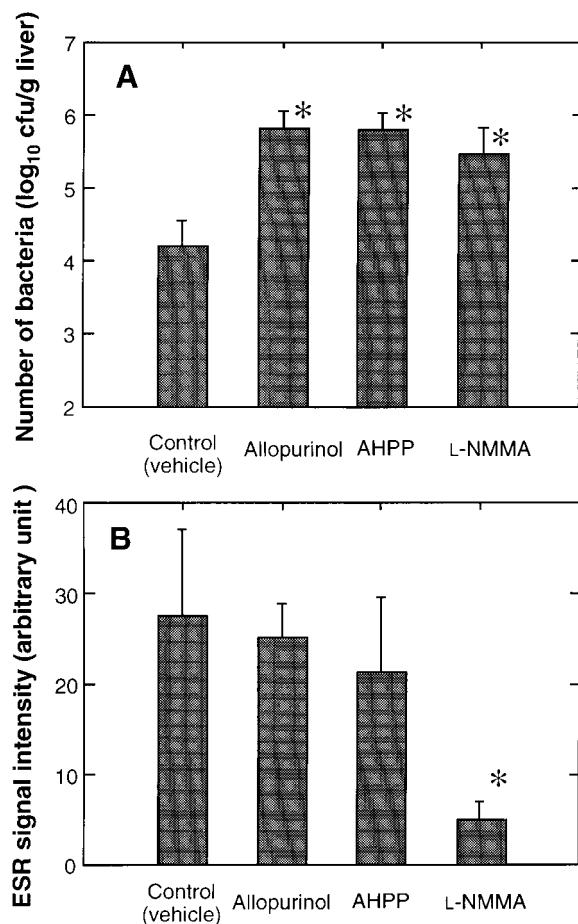 A
Number of bacteria (log10 cfu/g liver)
7
6
5
4
3
2
*
*
*
Control
(vehicle)
Allopurinol
AHPP
L-NMMA
B
ESR signal intensity (arbitrary unit )
40
30
20
10
0
*
Control
(vehicle)
Allopurinol
AHPP
L-NMMA